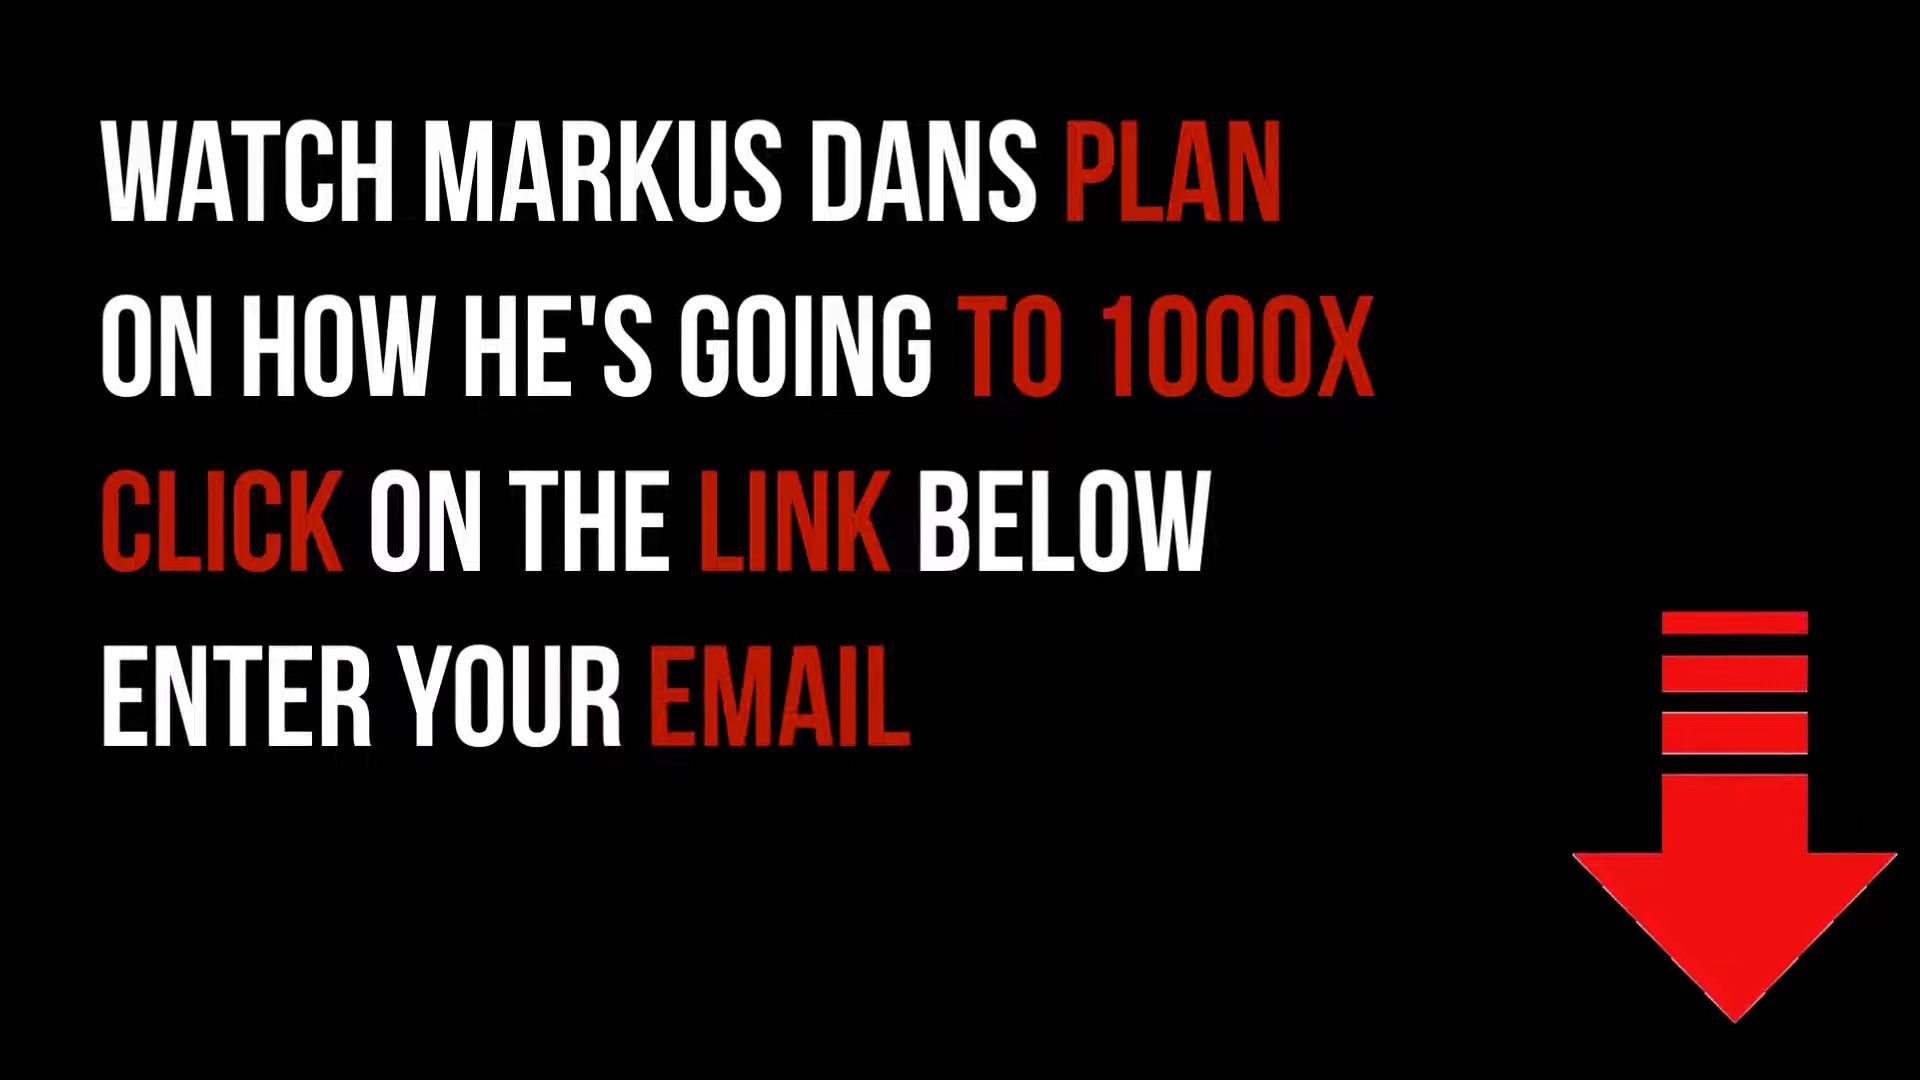 WATCH MARKUS DANS PLAN
ON HOW HE'S GOING TO 1000X
CLICK ON THE LINK BELOW
ENTER YOUR EMAIL